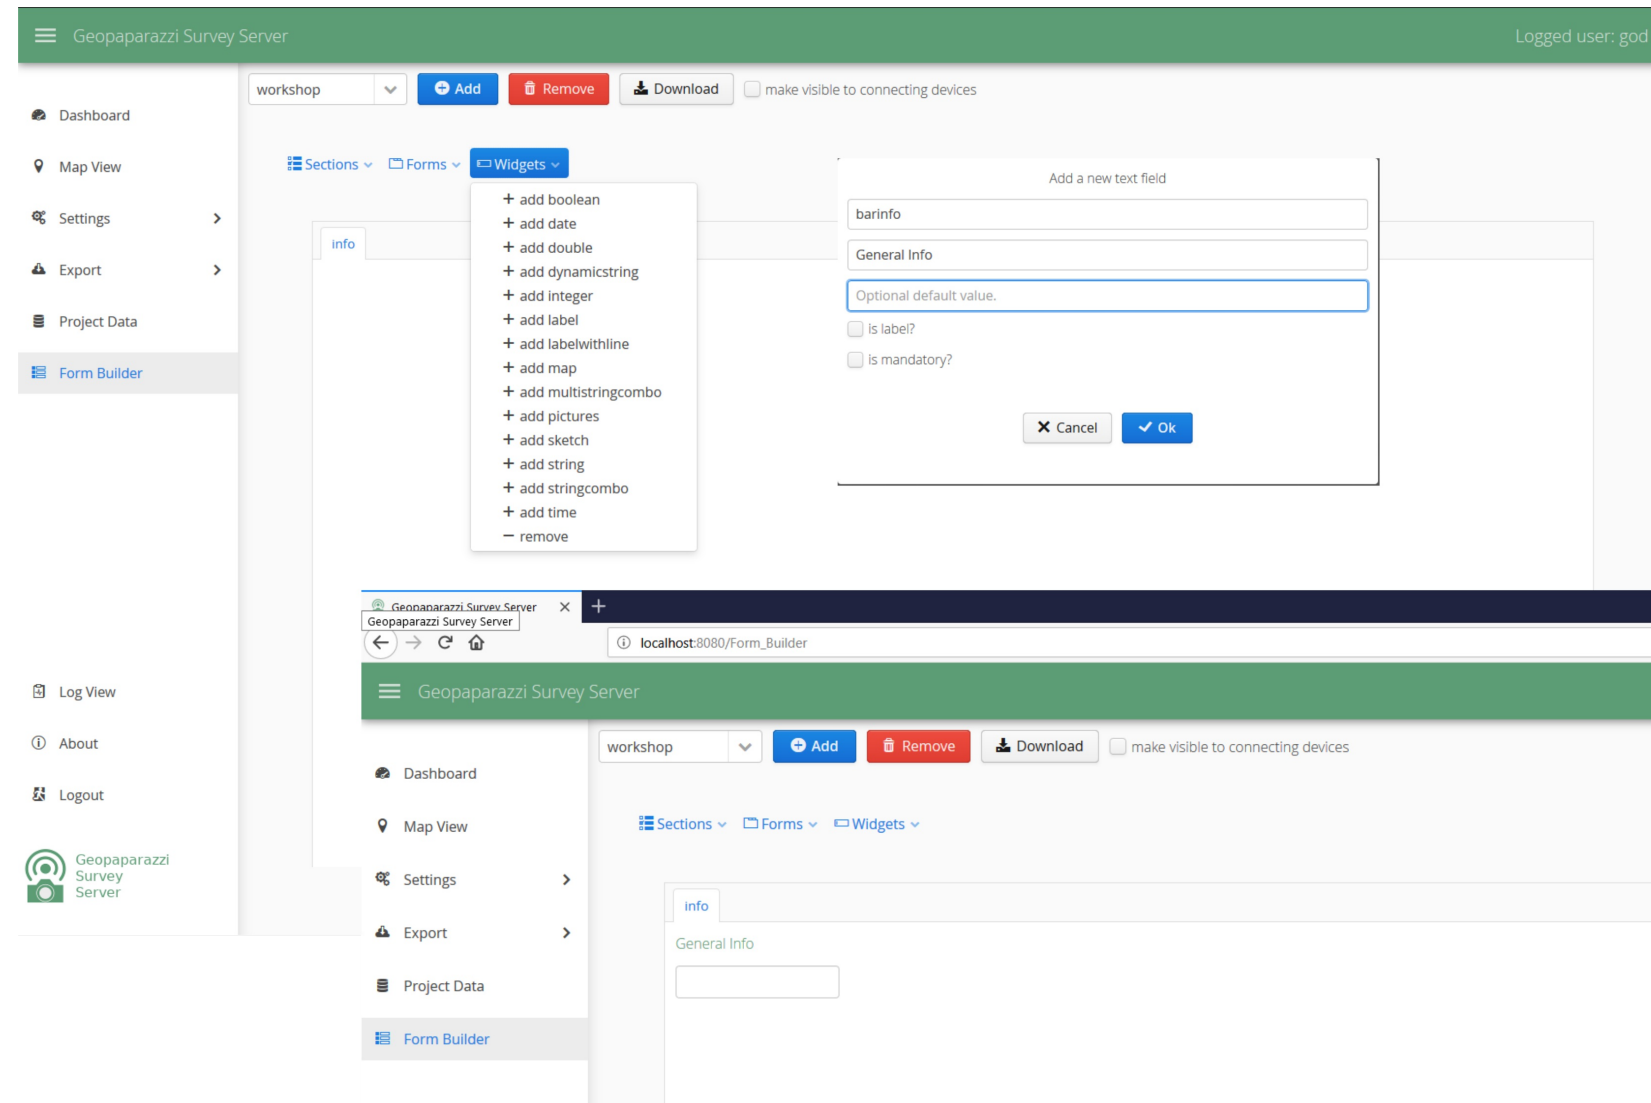 Geopaparazzi Survey Server
Logged user: god
workshop
Add
Remove
Download
make visible to connecting devices
Dashboard
Map View
Settings
Export
Project Data
Form Builder
Log View
About
Logout
Geopaparazzi
Survey
Server
Sections
Forms
Widgets
info
add boolean
add date
add double
add dynamicstring
add integer
add label
add labelwithline
add map
add multistringcombo
add pictures
add sketch
add string
add stringcombo
add time
remove
Add a new text field
barinfo
General Info
Optional default value.
is label?
is mandatory?
Cancel
Ok
Geopaparazzi Survey Server
Geopaparazzi Survey Server
localhost:8080/Form_Builder
Geopaparazzi Survey Server
workshop
Add
Remove
Download
make visible to connecting devices
Dashboard
Map View
Settings
Export
Project Data
Form Builder
Sections
Forms
Widgets
info
General Info